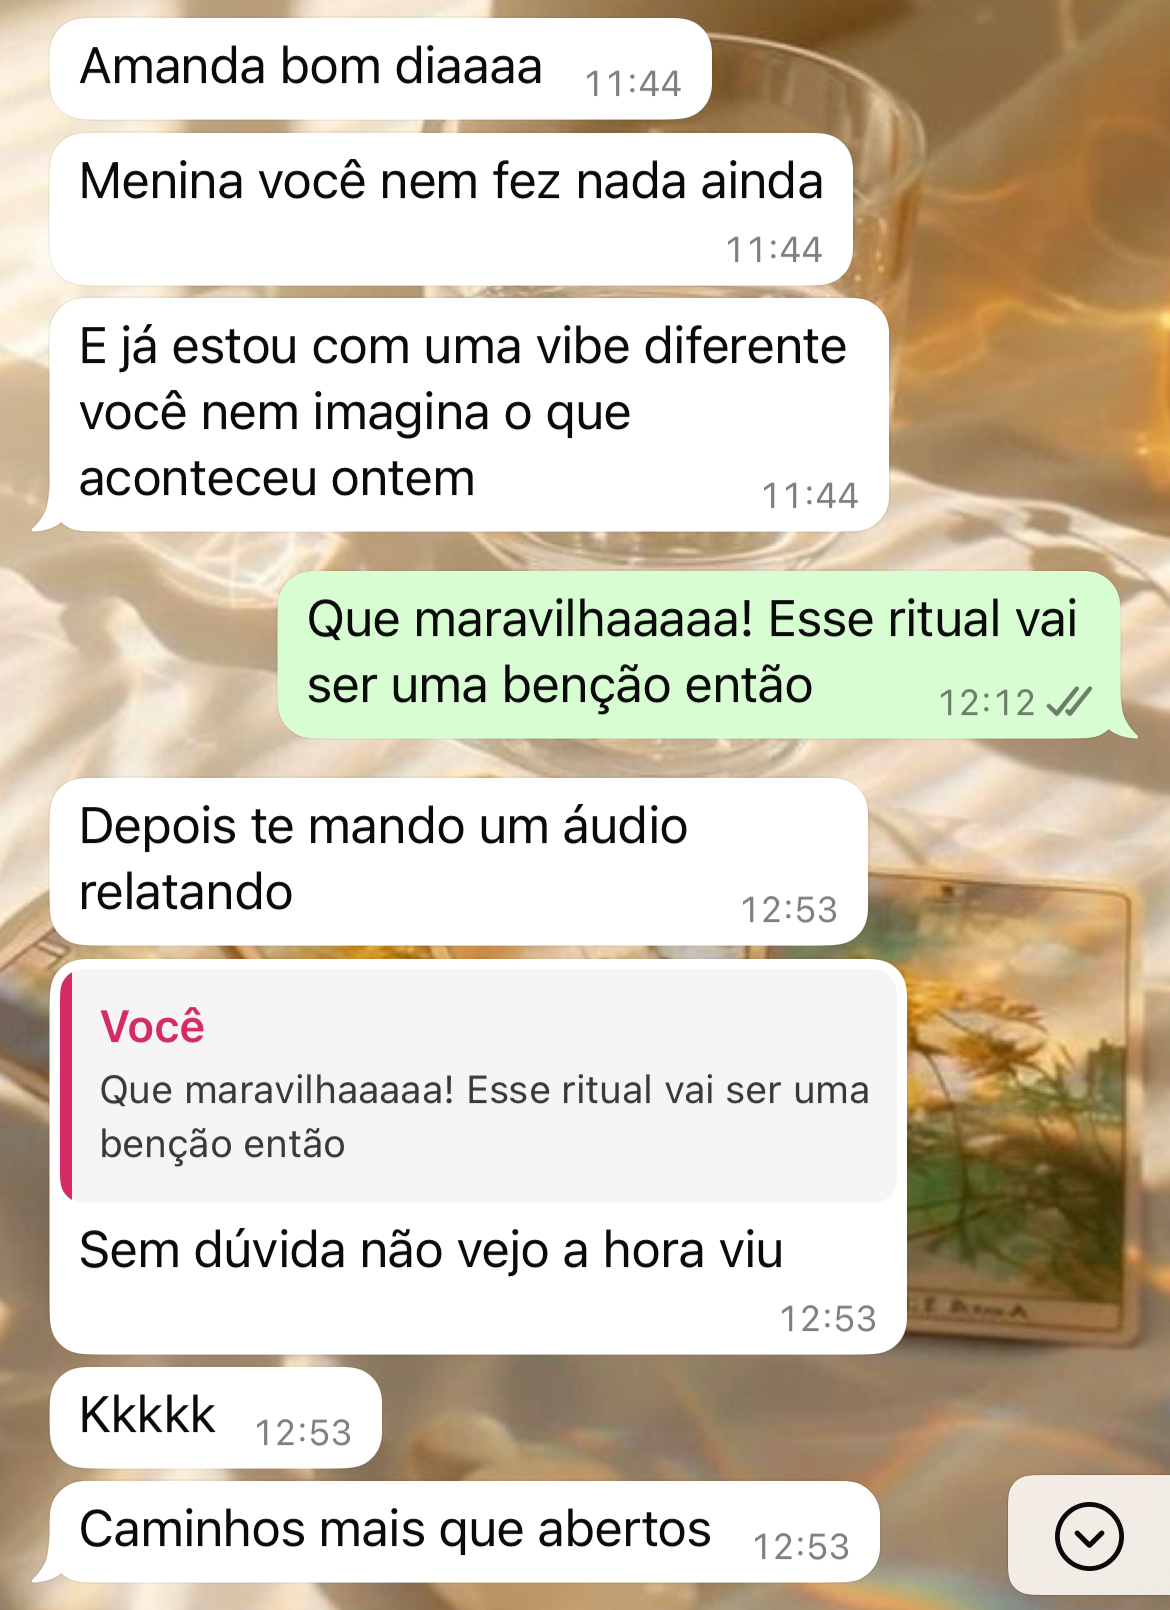 Amanda bom diaaaa 11:44
Menina você nem fez nada ainda
11:44
E já estou com uma vibe diferente
você nem imagina o que
aconteceu ontem 11:44
Que maravilhaaaaa! Esse ritual vai
ser uma benção então 12:12
Depois te mando um áudio
relatando 12:53
Você
Que maravilhaaaaa! Esse ritual vai ser uma
benção então
Sem dúvida não vejo a hora viu
12:53
Kkkkk 12:53
Caminhos mais que abertos 12:53